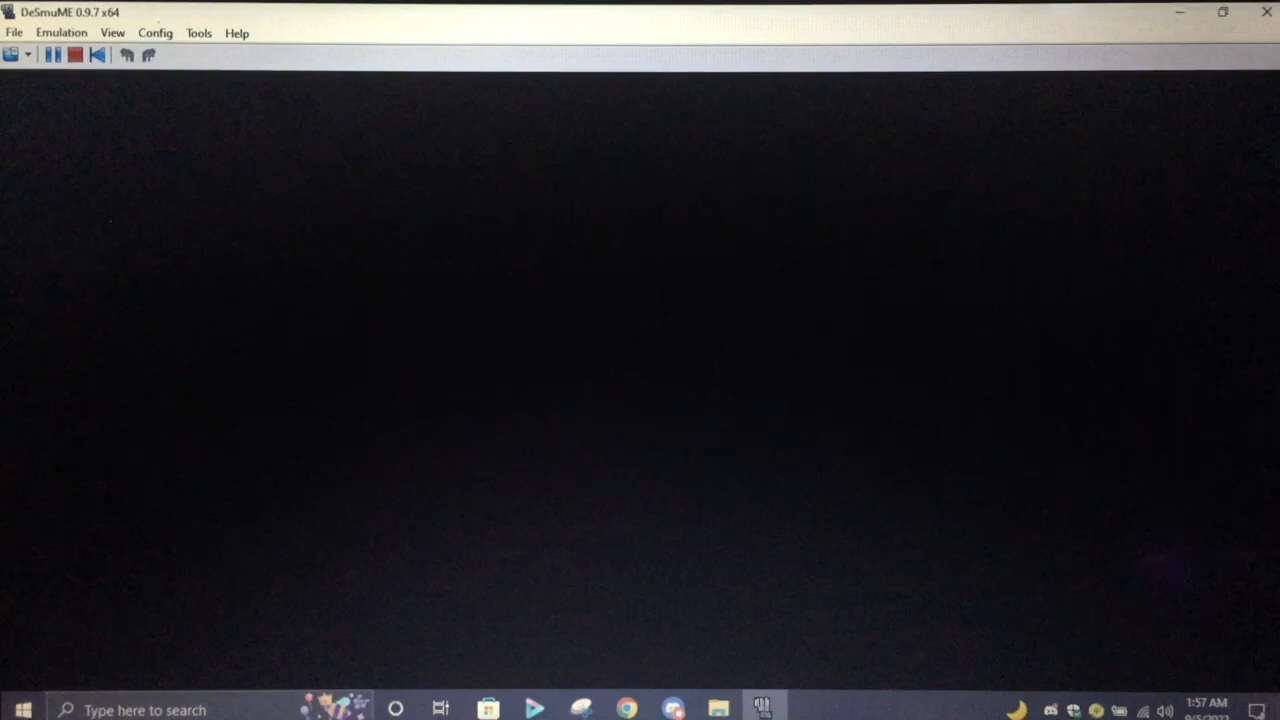 DeSmuME 0.9.7 x64
File Emulation View Config Tools Help
Type here to search
1:57 AM